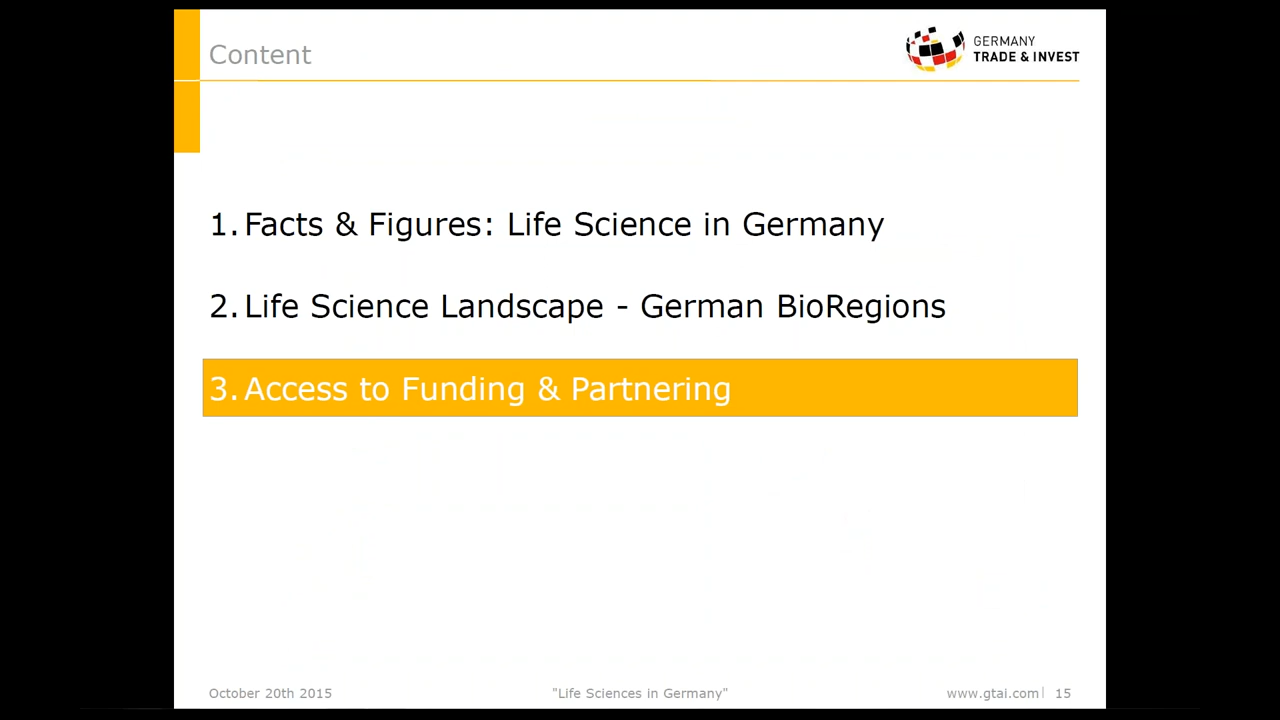 Content
GERMANY
TRADE & INVEST
1. Facts & Figures: Life Science in Germany
2. Life Science Landscape - German BioRegions
3. Access to Funding & Partnering
October 20th 2015
"Life Sciences in Germany"
www.gtai.com | 15